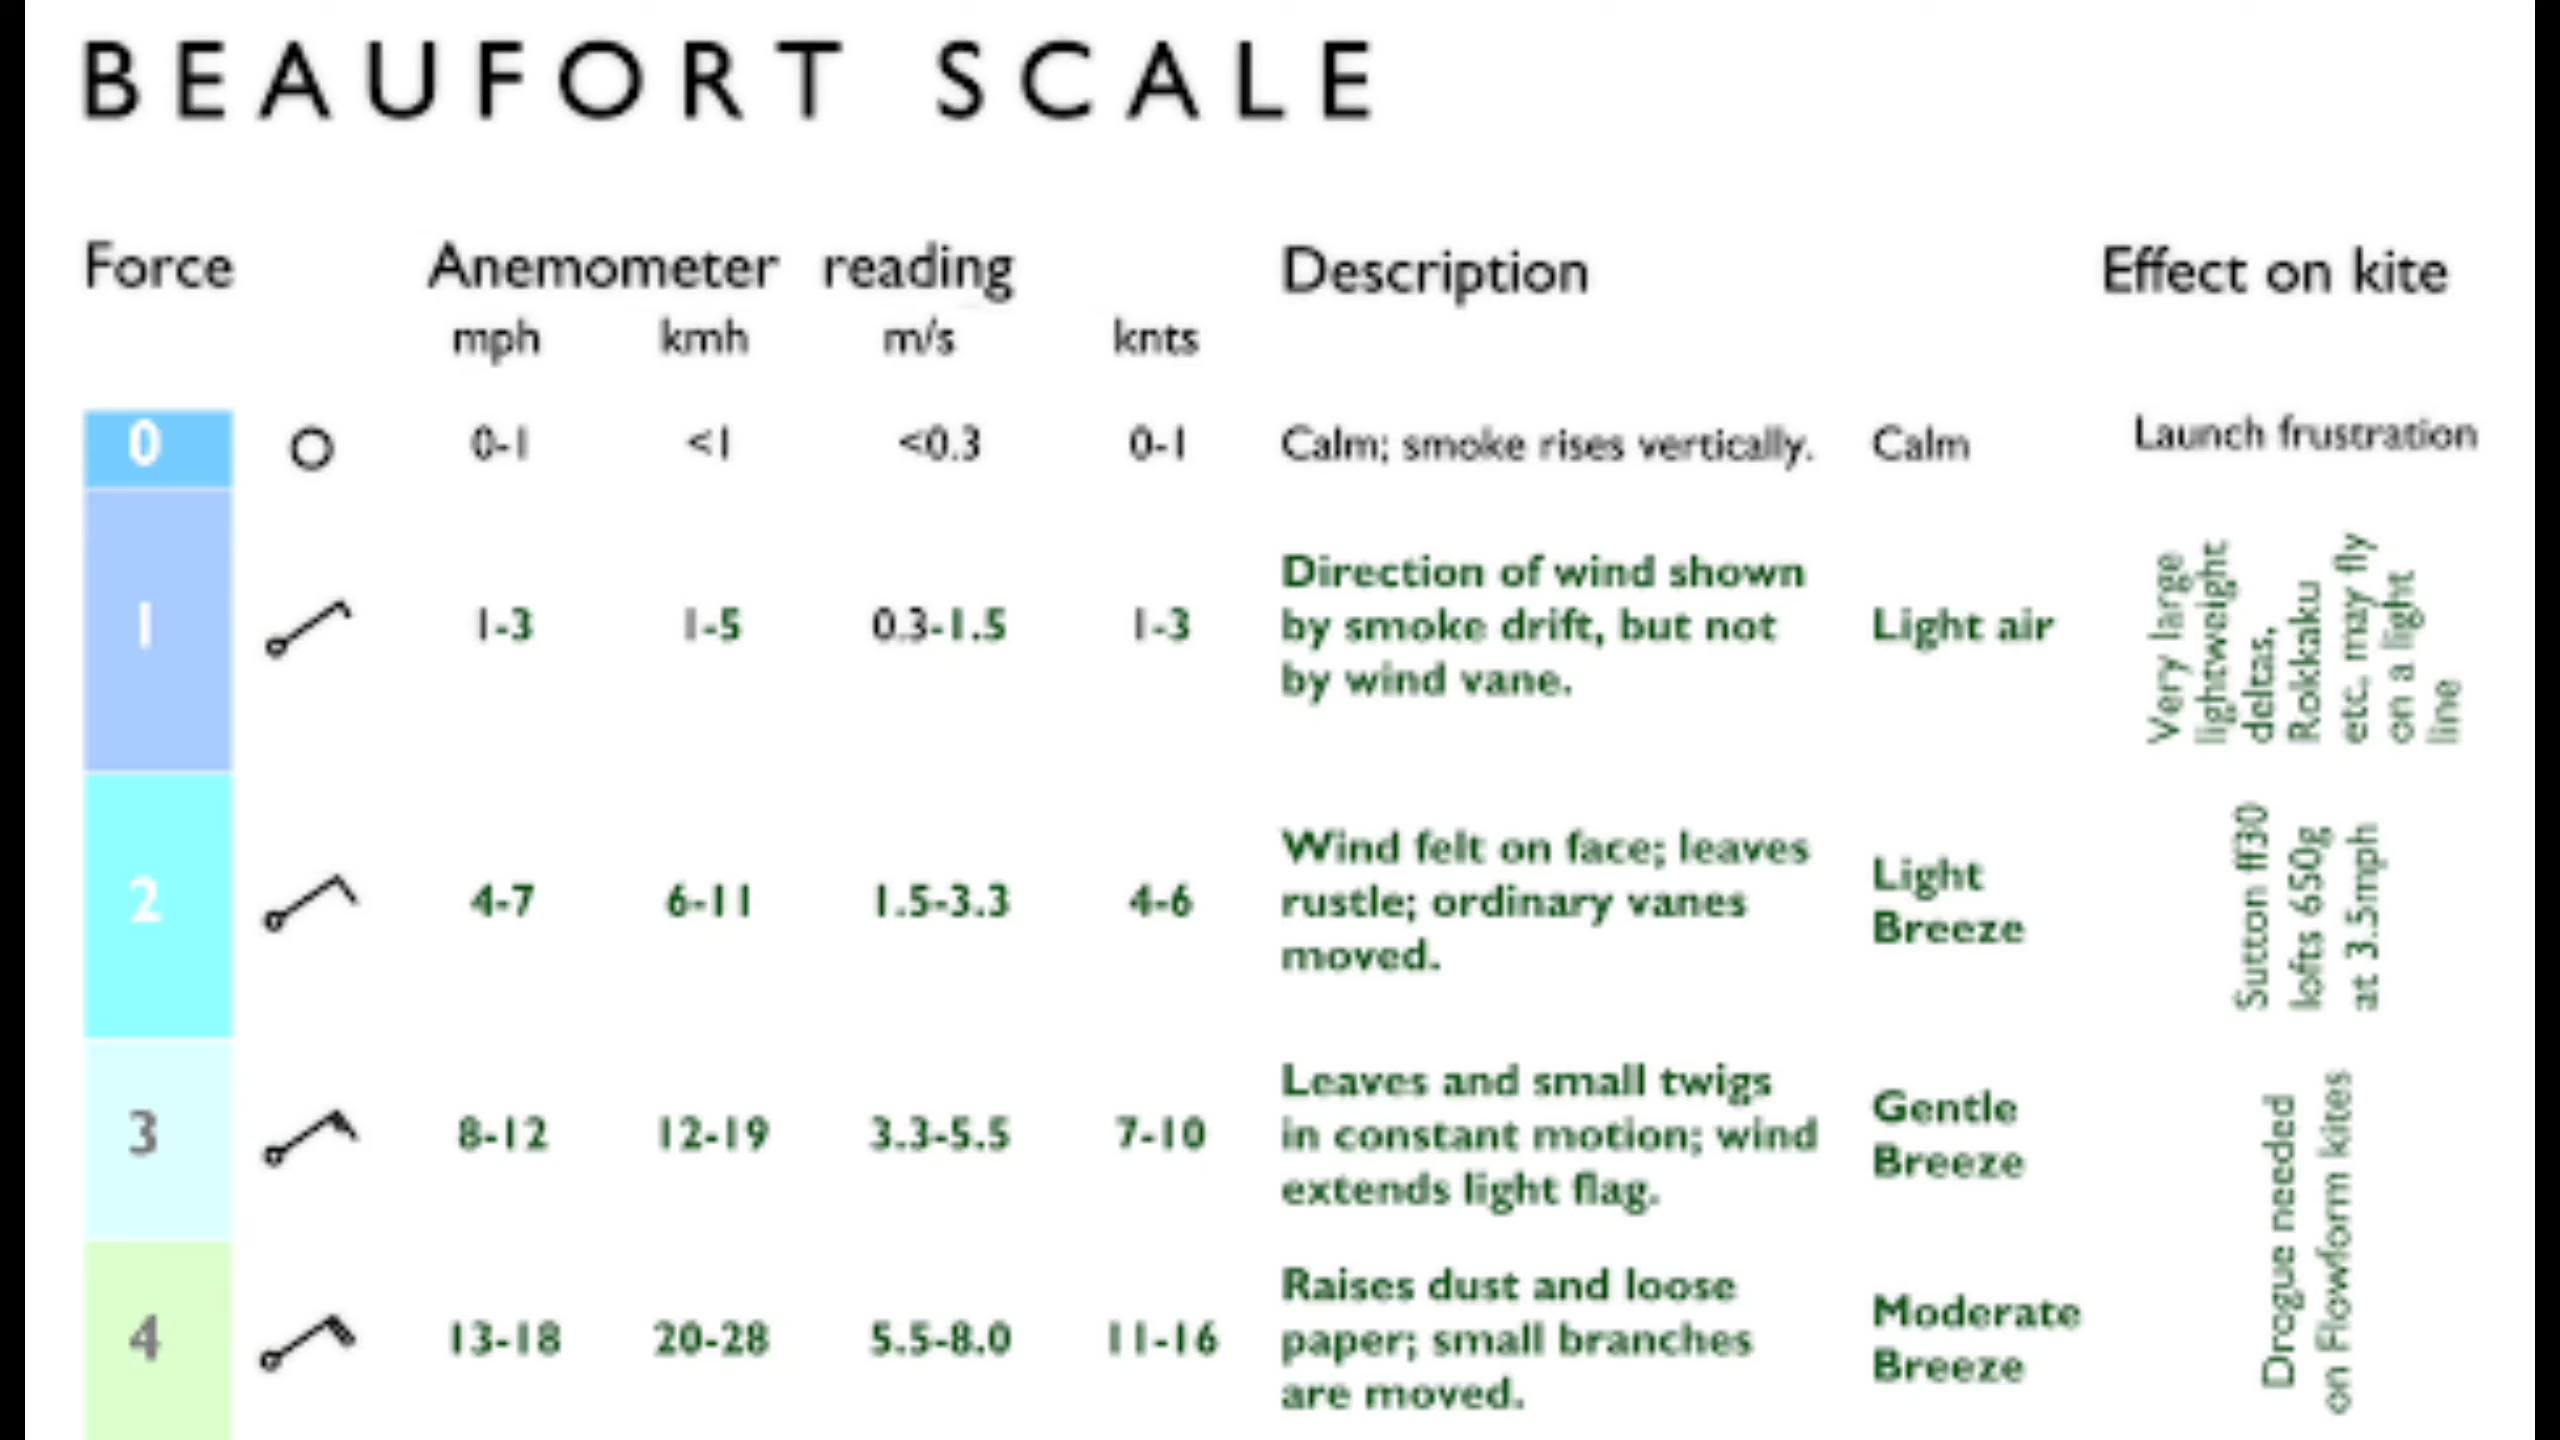 BEAUFORT SCALE
Force Anemometer reading Description Effect on kite
mph kmh m/s knts
0 0-1 <1 <0.3 0-1 Calm; smoke rises vertically. Calm Launch frustration
1 1-3 1-5 0.3-1.5 1-3
Direction of wind shown
by smoke drift, but not
by wind vane.
Light air
Very large
lightweight
deltas,
Rokkaku
etc. may fly
on a light
line
2 4-7 6-11 1.5-3.3 4-6
Wind felt on face; leaves
rustle; ordinary vanes
moved.
Light
Breeze
Sutton ff30
lofts 650g
at 3.5mph
3 8-12 12-19 3.3-5.5 7-10
Leaves and small twigs
in constant motion; wind
extends light flag.
Gentle
Breeze
Drogue needed
on Flowform kites
4 13-18 20-28 5.5-8.0 11-16
Raises dust and loose
paper; small branches
are moved.
Moderate
Breeze